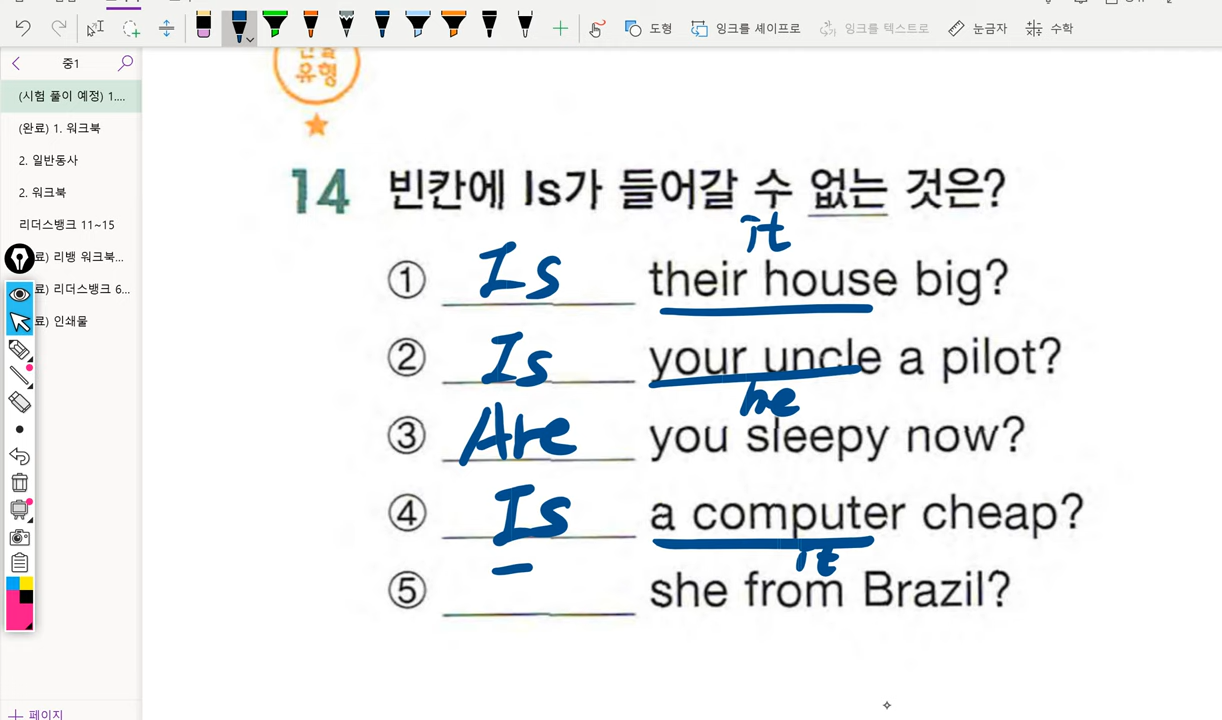 도형 잉크를 셰이프로 잉크를 텍스트로 눈금자 수학
중1
(시험 풀이 예정) 1....
(완료) 1. 워크북
2. 일반동사
2. 워크북
리더스뱅크 11~15
료) 리뱅 워크북...
료) 리더스뱅크 6...
료) 인쇄물
페이지
유형
14 빈칸에 Is가 들어갈 수 없는 것은?
it
① Is their house big?
② Is your uncle a pilot?
he
③ Are you sleepy now?
④ Is a computer cheap?
it
⑤ she from Brazil?